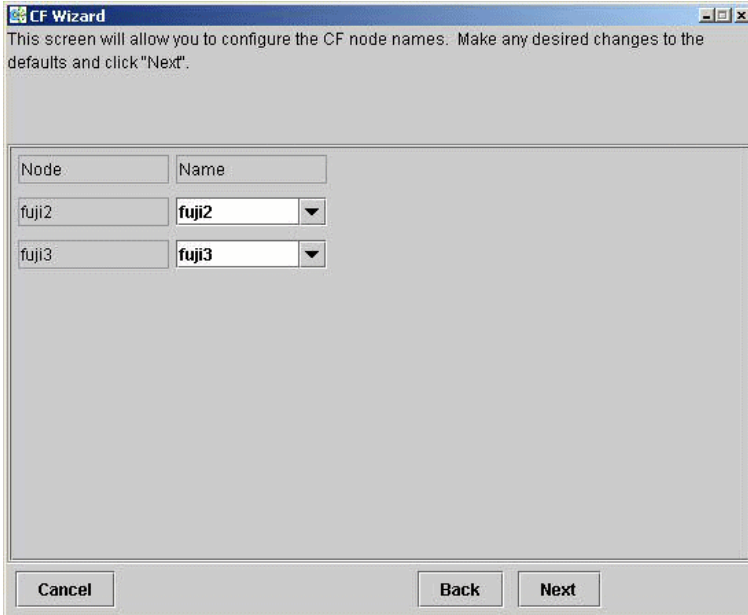 CF Wizard
This screen will allow you to configure the CF node names. Make any desired changes to the
defaults and click "Next".
Node Name
fuji2 fuji2
fuji3 fuji3
Cancel Back Next